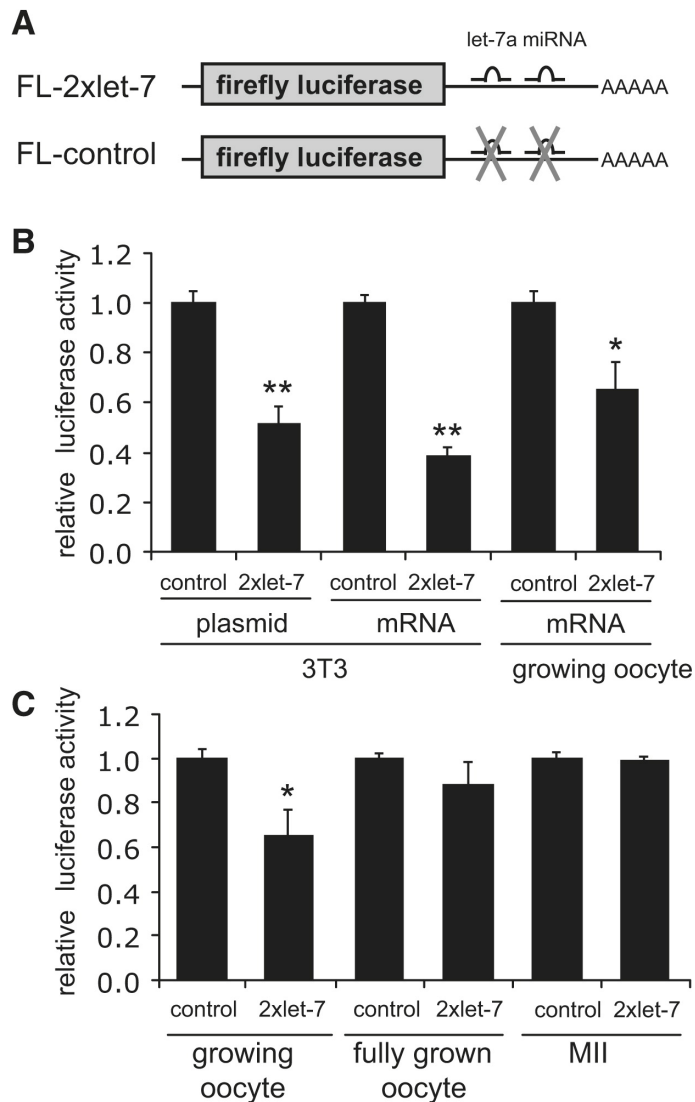 A
let-7a miRNA
FL-2xlet-7
firefly luciferase
AAAAA
FL-control
firefly luciferase
AAAAA
B
relative luciferase activity
1.2
1.0
0.8
0.6
0.4
0.2
0.0
**
**
*
control 2xlet-7 control 2xlet-7 control 2xlet-7
plasmid mRNA mRNA
3T3 growing oocyte
C
relative luciferase activity
1.2
1.0
0.8
0.6
0.4
0.2
0.0
*
control 2xlet-7 control 2xlet-7 control 2xlet-7
growing fully grown MII
oocyte oocyte